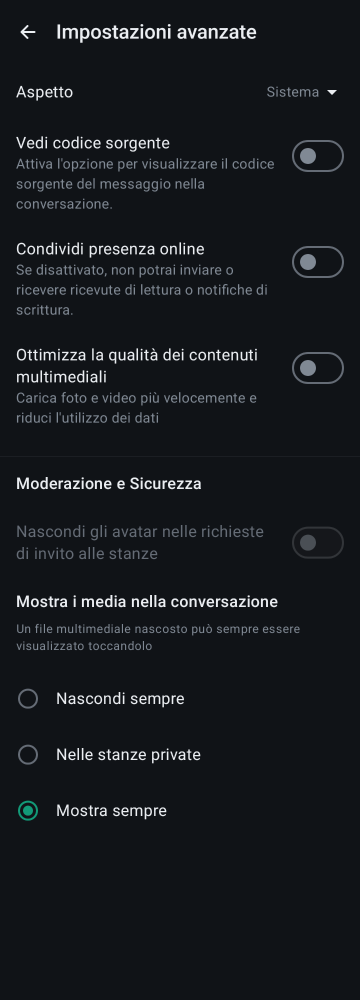 Impostazioni avanzate
Aspetto
Sistema
Vedi codice sorgente
Attiva l'opzione per visualizzare il codice
sorgente del messaggio nella
conversazione.
Condividi presenza online
Se disattivato, non potrai inviare o
ricevere ricevute di lettura o notifiche di
scrittura.
Ottimizza la qualità dei contenuti
multimediali
Carica foto e video più velocemente e
riduci l'utilizzo dei dati
Moderazione e Sicurezza
Nascondi gli avatar nelle richieste
di invito alle stanze
Mostra i media nella conversazione
Un file multimediale nascosto può sempre essere
visualizzato toccandolo
Nascondi sempre
Nelle stanze private
Mostra sempre